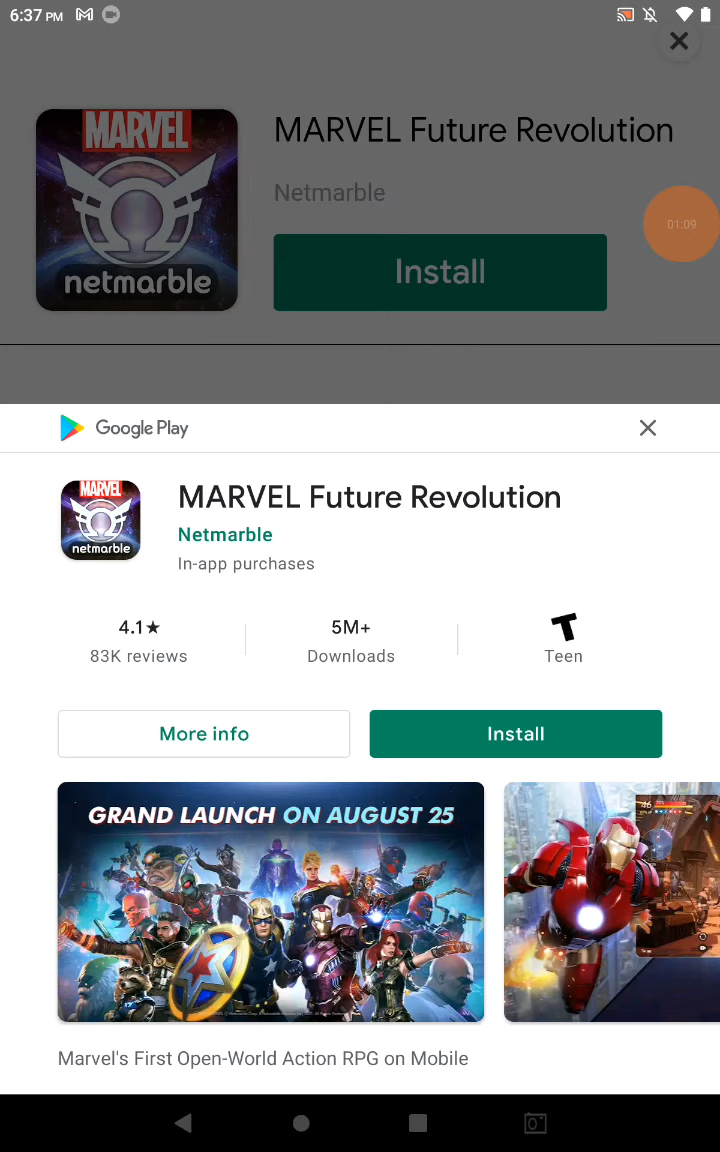 6:37 PM
MARVEL
netmarble
MARVEL Future Revolution
Netmarble
Install
01:09
Google Play
MARVEL
netmarble
MARVEL Future Revolution
Netmarble
In-app purchases
4.1★
83K reviews
5M+
Downloads
T
Teen
More info
Install
GRAND LAUNCH ON AUGUST 25
Marvel's First Open-World Action RPG on Mobile